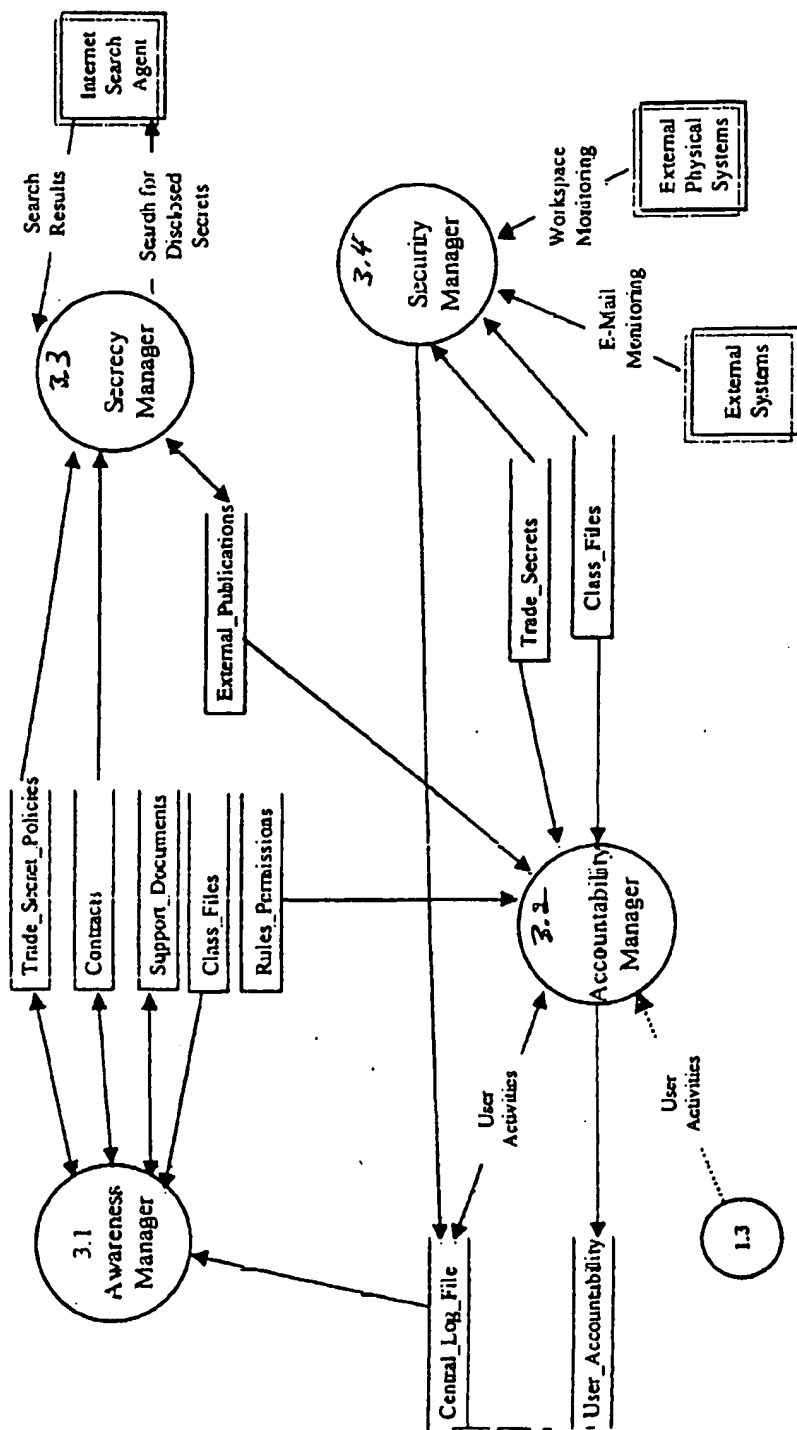 3.1
Awareness
Manager
Trade_Secret_Policies
Contracts
Support_Documents
Class_Files
Rules_Permissions
3.3
Secrecy
Manager
Search
Results
Search for
Disclosed
Secrets
Internet
Search
Agent
External_Publications
Central_Log_File
User
Activities
User_Accountability
3.2
Accountability
Manager
User
Activities
1.3
Trade_Secrets
Class_Files
3.4
Security
Manager
Workspace
Monitoring
External
Physical
Systems
E-Mail
Monitoring
External
Systems